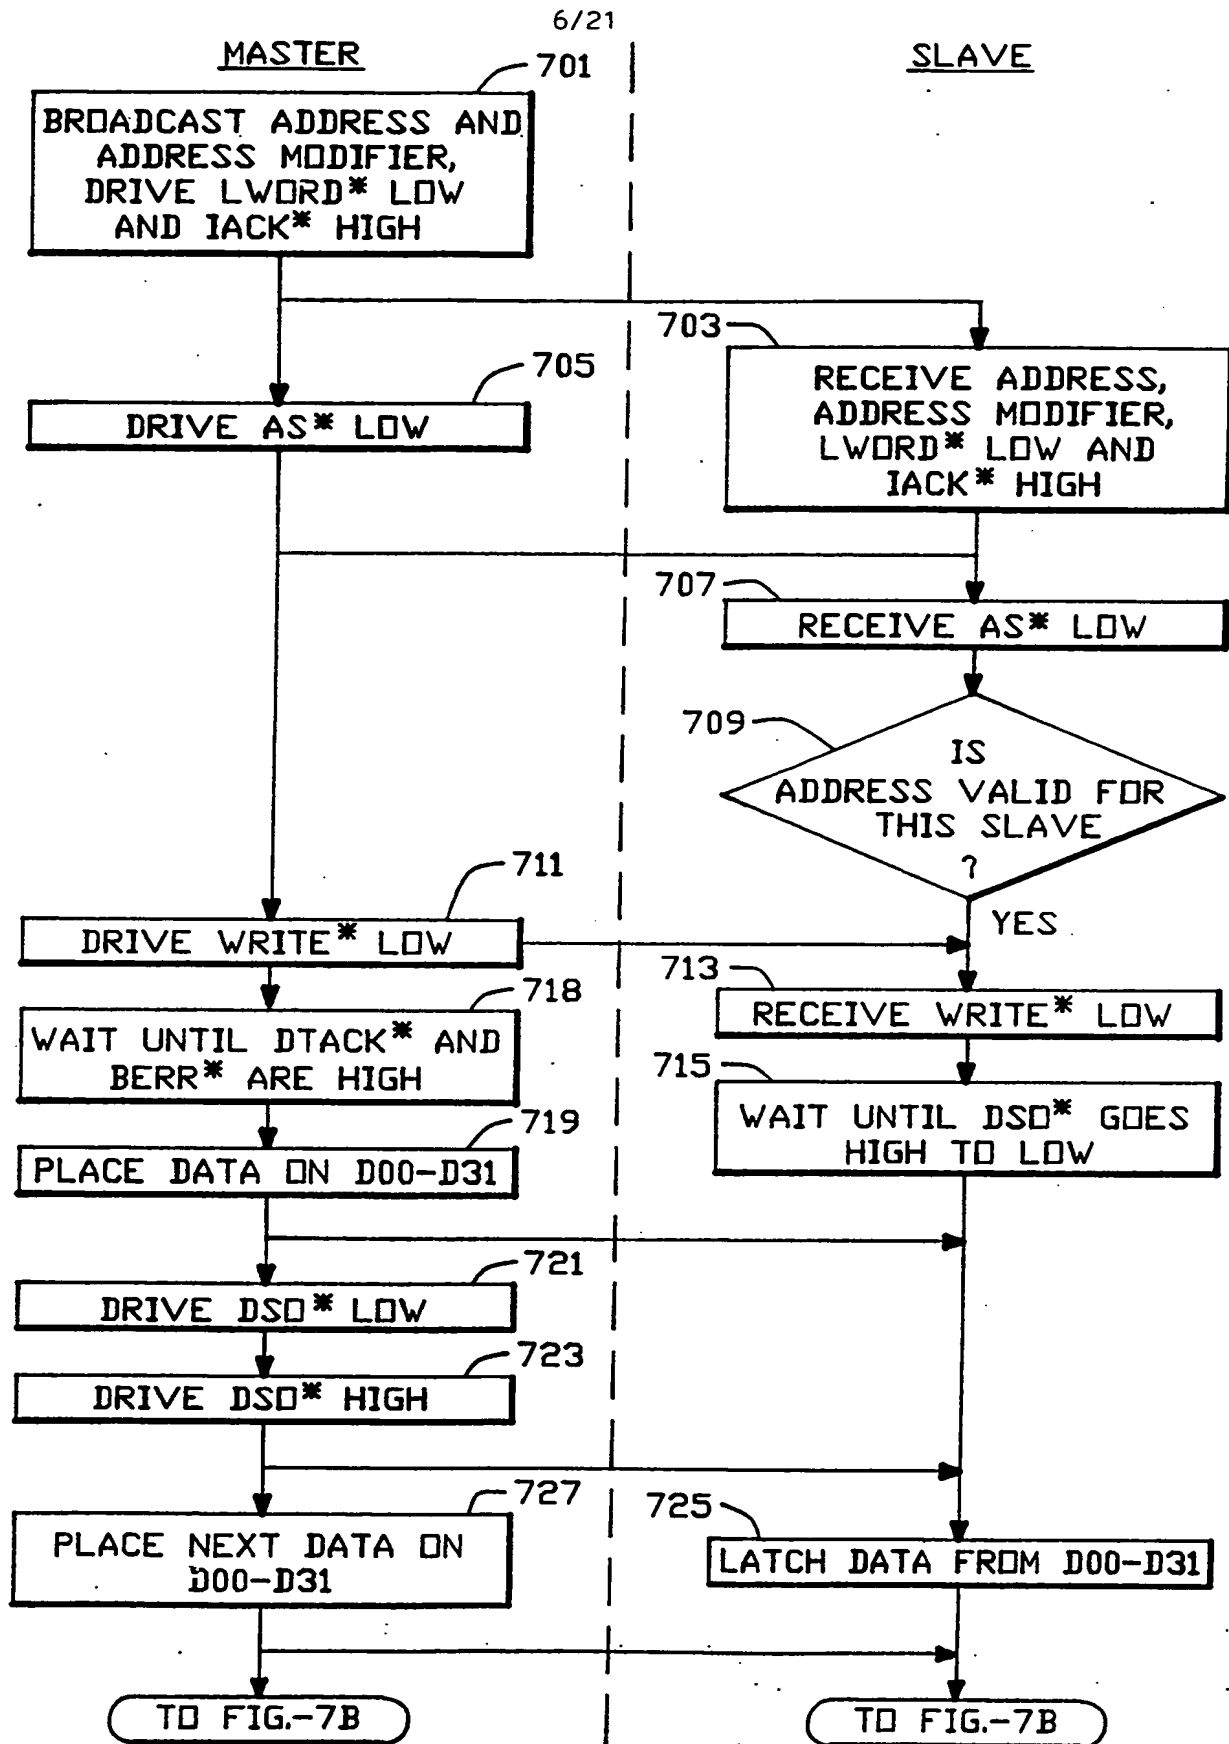 6/21
MASTER
SLAVE
701
BROADCAST ADDRESS AND
ADDRESS MODIFIER,
DRIVE LWORD* LOW
AND IACK* HIGH
703
RECEIVE ADDRESS,
ADDRESS MODIFIER,
LWORD* LOW AND
IACK* HIGH
705
DRIVE AS* LOW
707
RECEIVE AS* LOW
709
IS
ADDRESS VALID FOR
THIS SLAVE
?
YES
711
DRIVE WRITE* LOW
713
RECEIVE WRITE* LOW
718
WAIT UNTIL DTACK* AND
BERR* ARE HIGH
715
WAIT UNTIL DS0* GOES
HIGH TO LOW
719
PLACE DATA ON D00-D31
721
DRIVE DS0* LOW
723
DRIVE DS0* HIGH
727
PLACE NEXT DATA ON
D00-D31
725
LATCH DATA FROM D00-D31
TO FIG.-7B
TO FIG.-7B